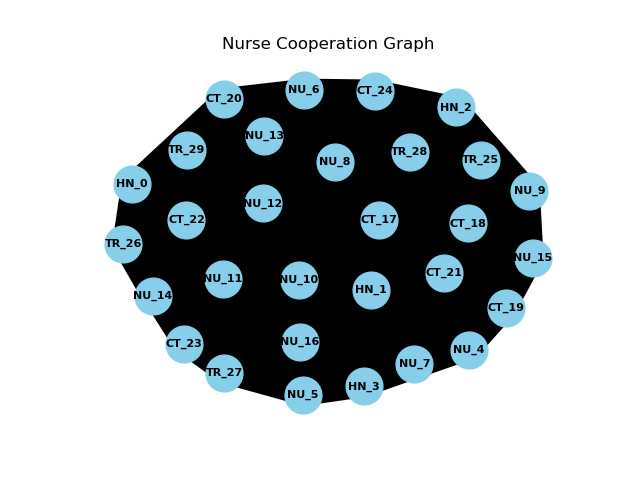 Nurse Cooperation Graph
NU_6
CT_24
CT_20
HN_2
NU_13
TR_29
TR_28
NU_8
TR_25
HN_0
NU_9
NU_12
CT_22
CT_17
CT_18
TR_26
NU_15
CT_21
NU_11
NU_10
HN_1
NU_14
CT_19
NU_16
CT_23
NU_4
NU_7
TR_27
HN_3
NU_5